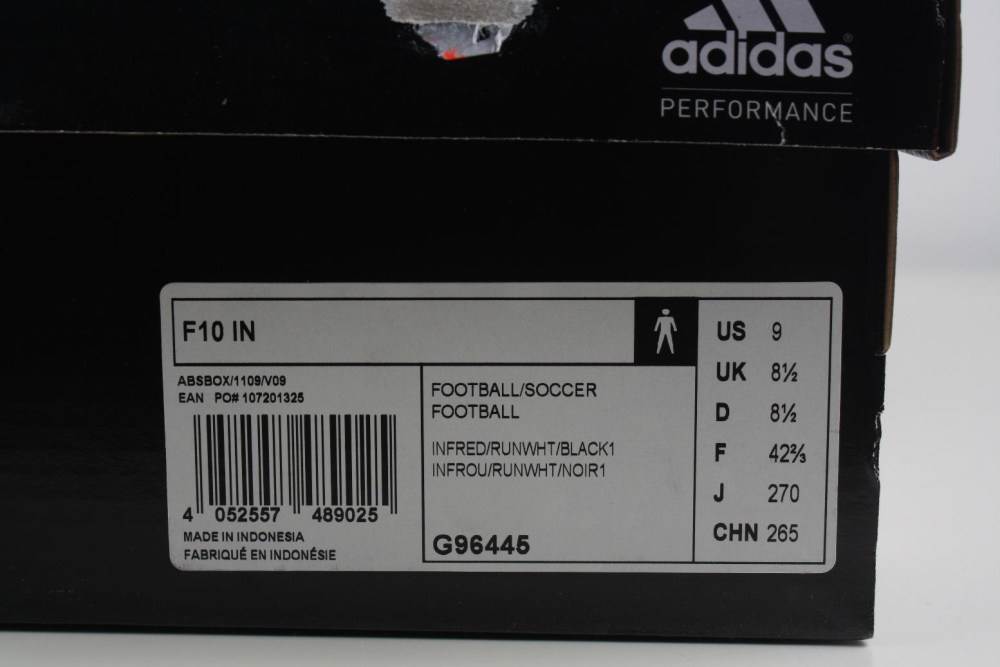 adidas®
PERFORMANCE
F10 IN
ABSBOX/1109/V09
EAN PO# 107201325
4 052557 489025
MADE IN INDONESIA
FABRIQUÉ EN INDONÉSIE
FOOTBALL/SOCCER
FOOTBALL
INFRED/RUNWHT/BLACK1
INFROU/RUNWHT/NOIR1
G96445
US 9
UK 8½
D 8½
F 42⅔
J 270
CHN 265